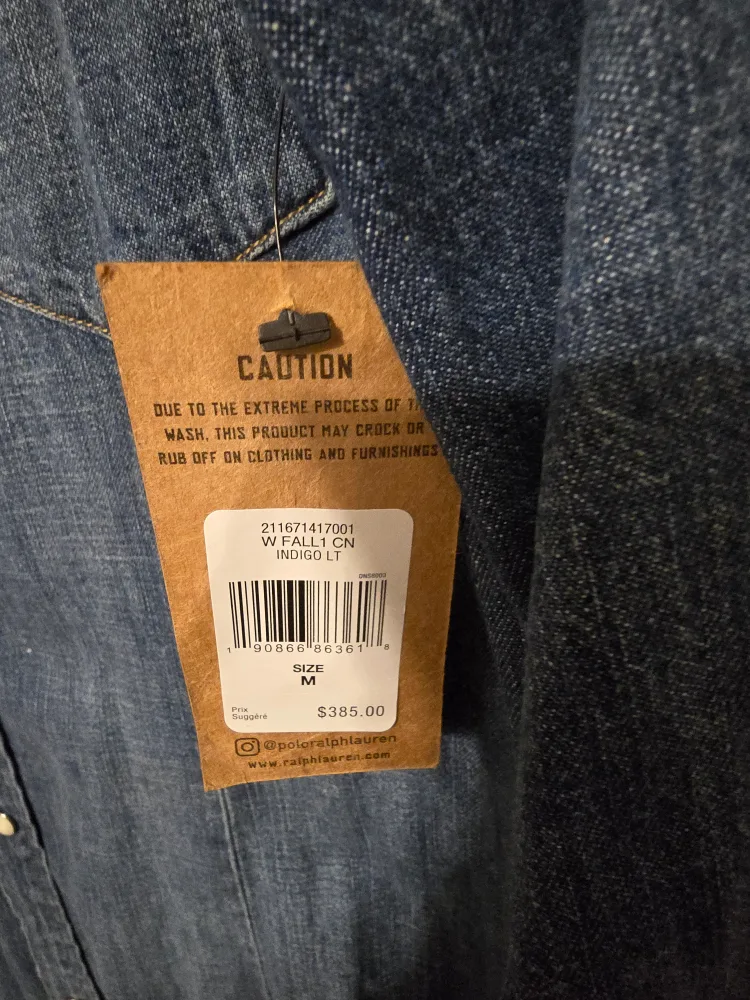 CAUTION
DUE TO THE EXTREME PROCESS OF
WASH, THIS PRODUCT MAY CROCK OR
RUB OFF ON CLOTHING AND FURNISHINGS
211671417001
W FALL1 CN
INDIGO LT
1 90866 86361 8
SIZE
M
Prix
Suggéré
$385.00
@poloralphlauren
www.ralphlauren.com